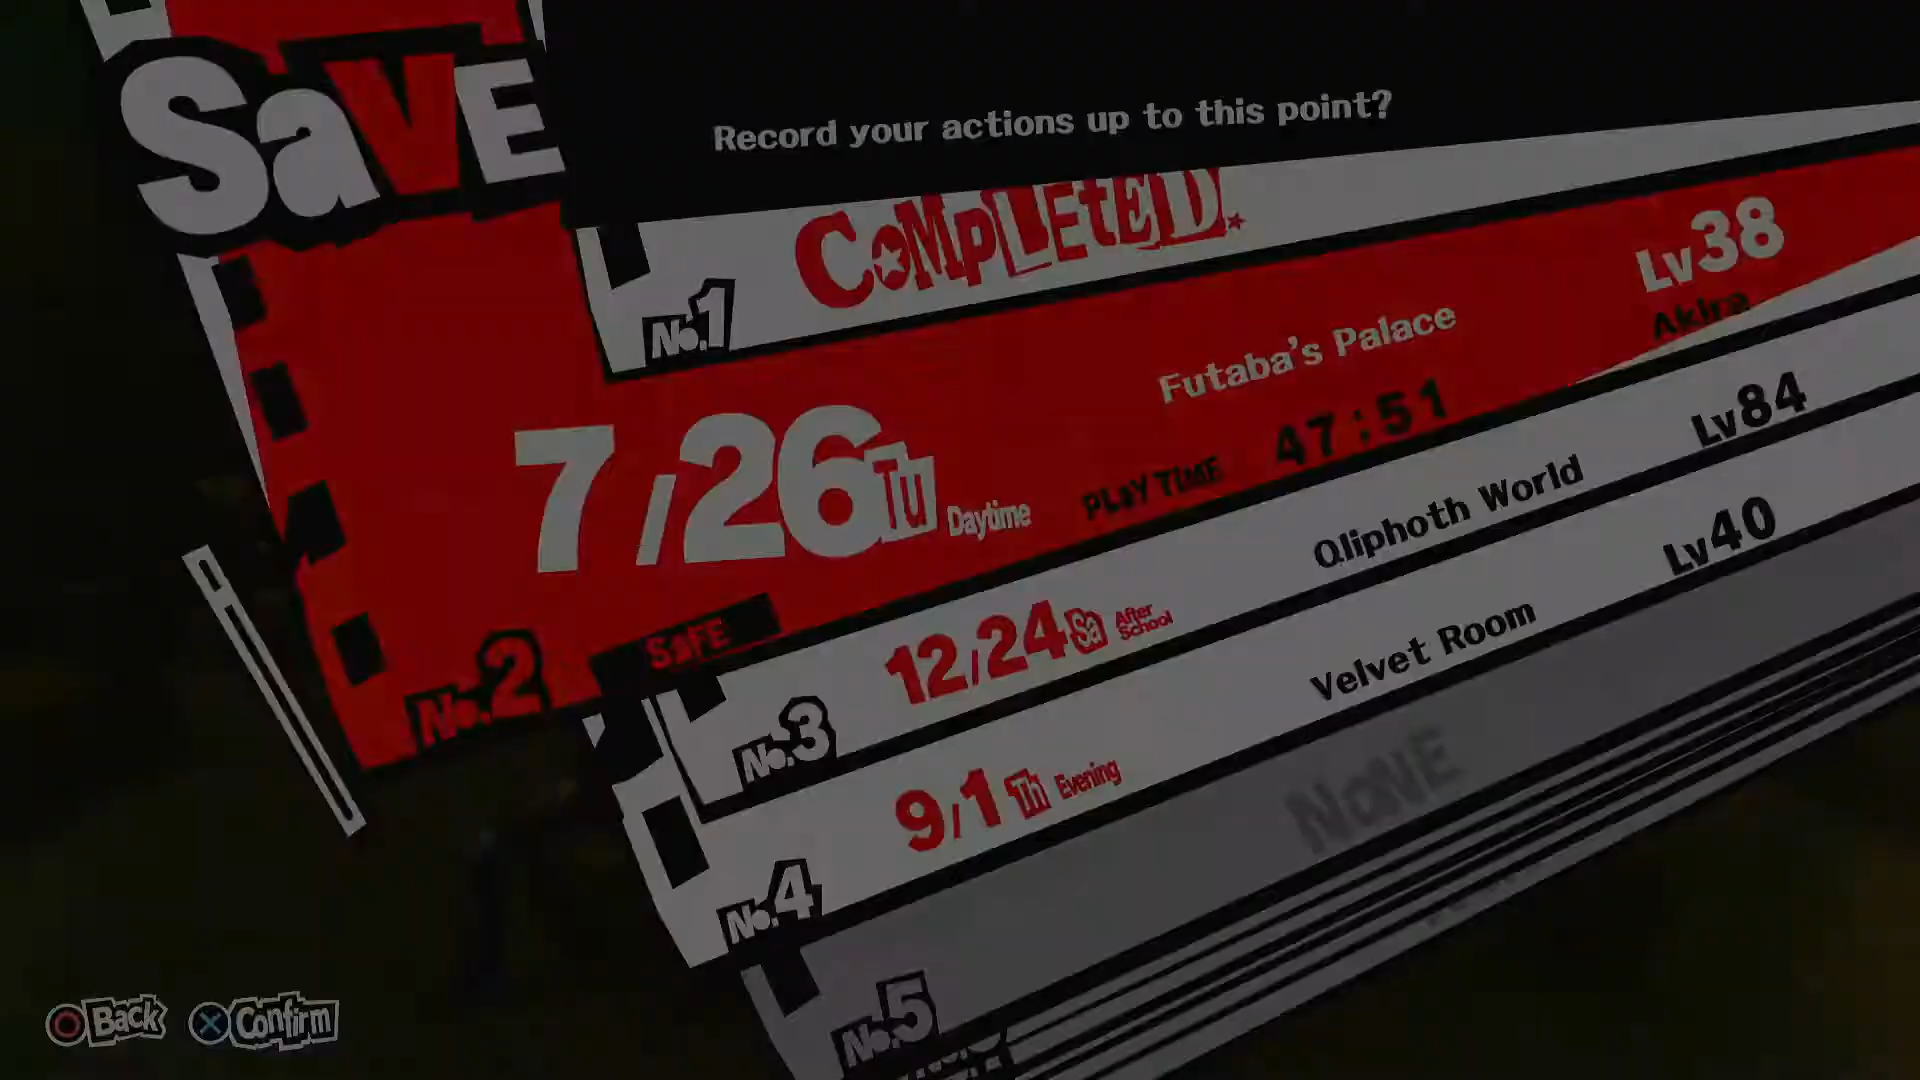 SaVE
Record your actions up to this point?
No.1 COMPLEtED!
Lv38
Akira
Futaba's Palace
7/26 Tu Daytime
PLaY TIME 47:51
No.2 SaFE
No.3 12/24 Sa After School Qliphoth World Lv84
No.4 9/1 Th Evening Velvet Room Lv40
No.5 NoNE
Back Confirm